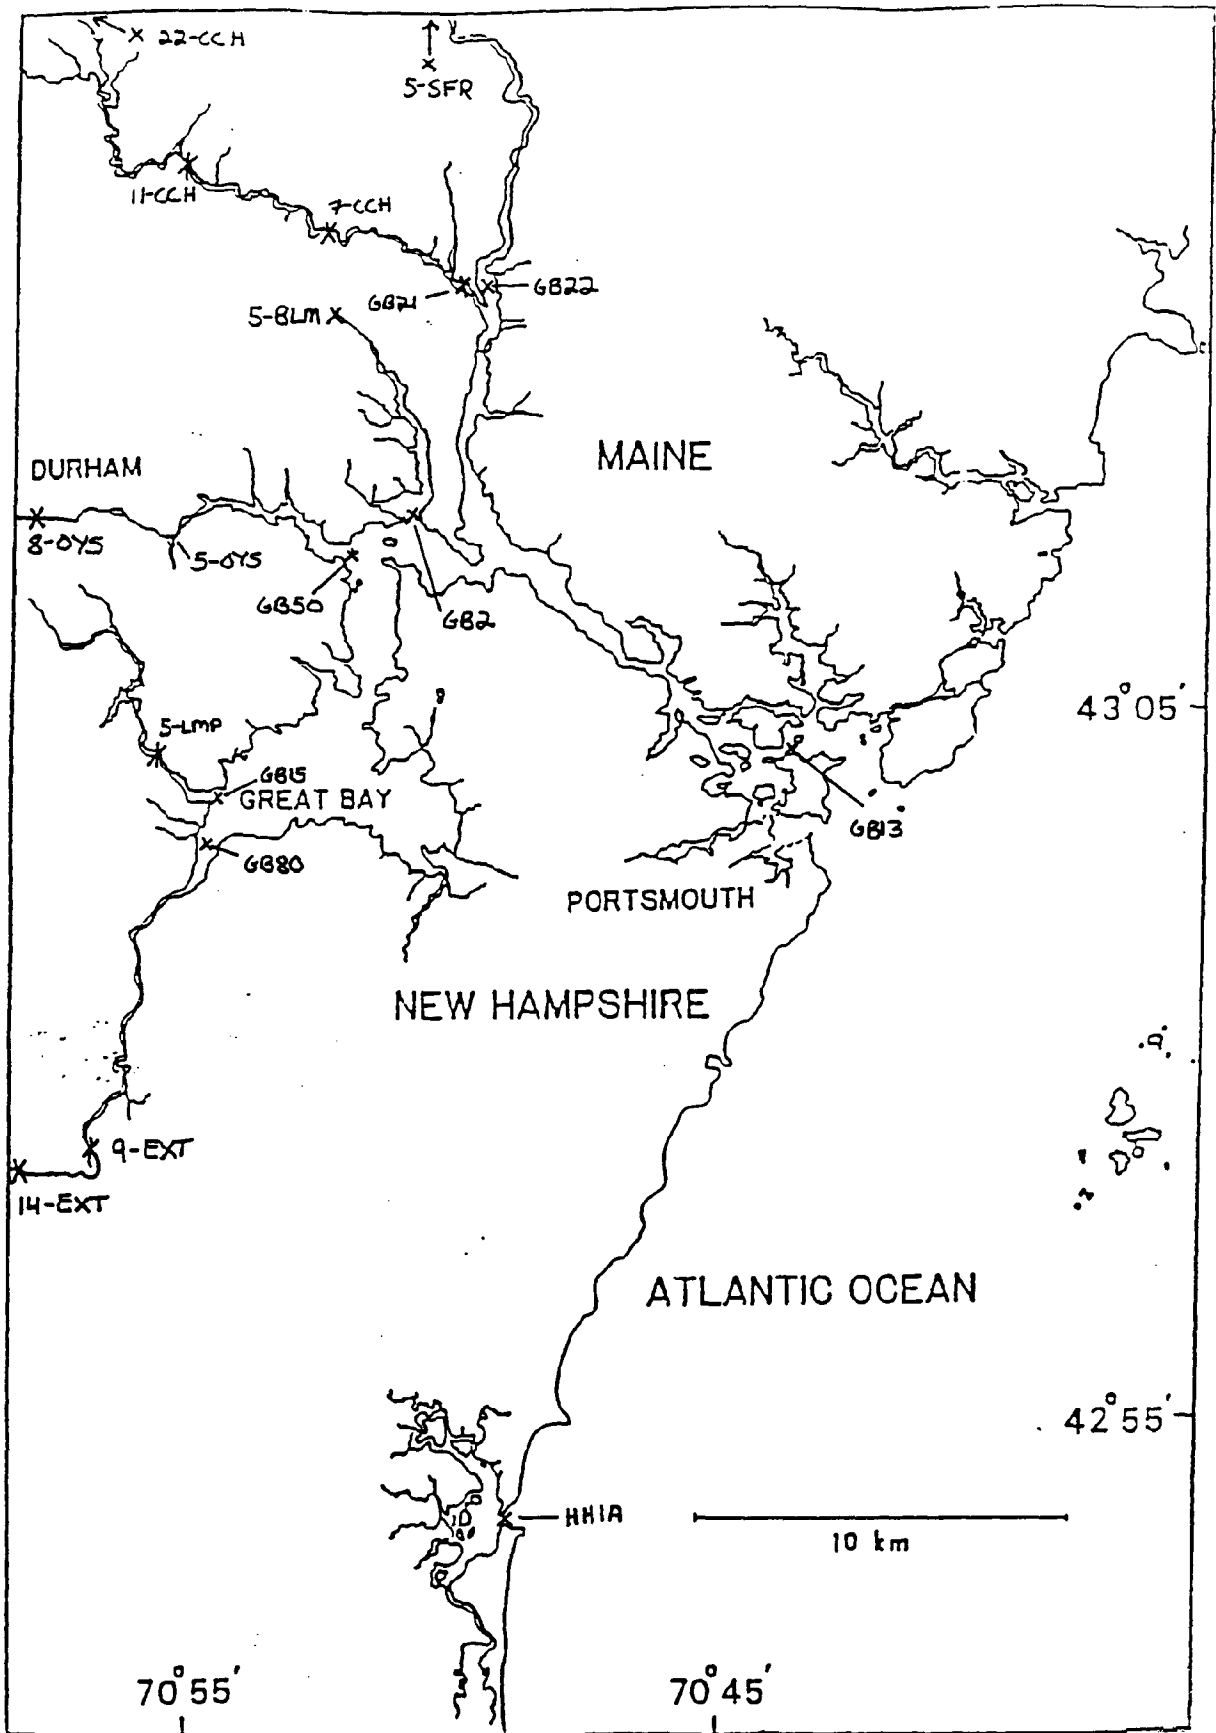 22-CCH
5-SFR
11-CCH
7-CCH
GB21
GB22
5-BLM
MAINE
DURHAM
8-OYS
5-OYS
GB50
GB2
43°05'
5-LMP
GB15
GREAT BAY
GB13
GB80
PORTSMOUTH
NEW HAMPSHIRE
9-EXT
14-EXT
ATLANTIC OCEAN
42°55'
HH1A
10 km
70°55'
70°45'